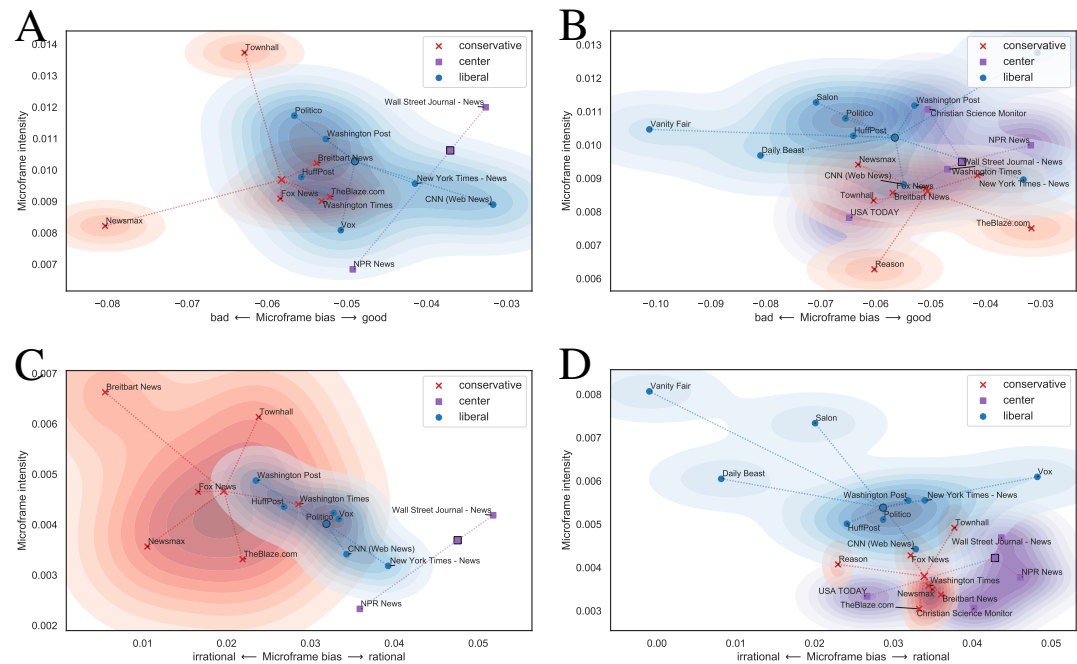 A
0.014
0.013
0.012
0.011
0.010
0.009
0.008
0.007
Microframe intensity
Townhall
Politico
Washington Post
Breitbart News
HuffPost
Fox News
TheBlaze.com
Washington Times
Vox
NPR News
Newsmax
Wall Street Journal - News
New York Times - News
CNN (Web News)
conservative
center
liberal
−0.08 −0.07 −0.06 −0.05 −0.04 −0.03
bad ⟵ Microframe bias ⟶ good
B
0.013
0.012
0.011
0.010
0.009
0.008
0.007
0.006
Microframe intensity
Salon
Politico
Washington Post
Christian Science Monitor
Vanity Fair
HuffPost
NPR News
Daily Beast
Newsmax
Wall Street Journal - News
Washington Times
CNN (Web News)
Fox News
New York Times - News
Townhall
Breitbart News
USA TODAY
TheBlaze.com
Reason
conservative
center
liberal
−0.10 −0.09 −0.08 −0.07 −0.06 −0.05 −0.04 −0.03
bad ⟵ Microframe bias ⟶ good
C
0.007
0.006
0.005
0.004
0.003
0.002
Microframe intensity
Breitbart News
Townhall
Washington Post
Fox News
HuffPost
Washington Times
Politico
Vox
Wall Street Journal - News
Newsmax
TheBlaze.com
CNN (Web News)
New York Times - News
NPR News
conservative
center
liberal
0.01 0.02 0.03 0.04 0.05
irrational ⟵ Microframe bias ⟶ rational
D
0.008
0.007
0.006
0.005
0.004
0.003
Microframe intensity
Vanity Fair
Salon
Daily Beast
Vox
Washington Post
New York Times - News
Politico
HuffPost
Townhall
CNN (Web News)
Wall Street Journal - News
Reason
Fox News
NPR News
Washington Times
USA TODAY
Newsmax
Breitbart News
TheBlaze.com
Christian Science Monitor
conservative
center
liberal
0.00 0.01 0.02 0.03 0.04 0.05
irrational ⟵ Microframe bias ⟶ rational